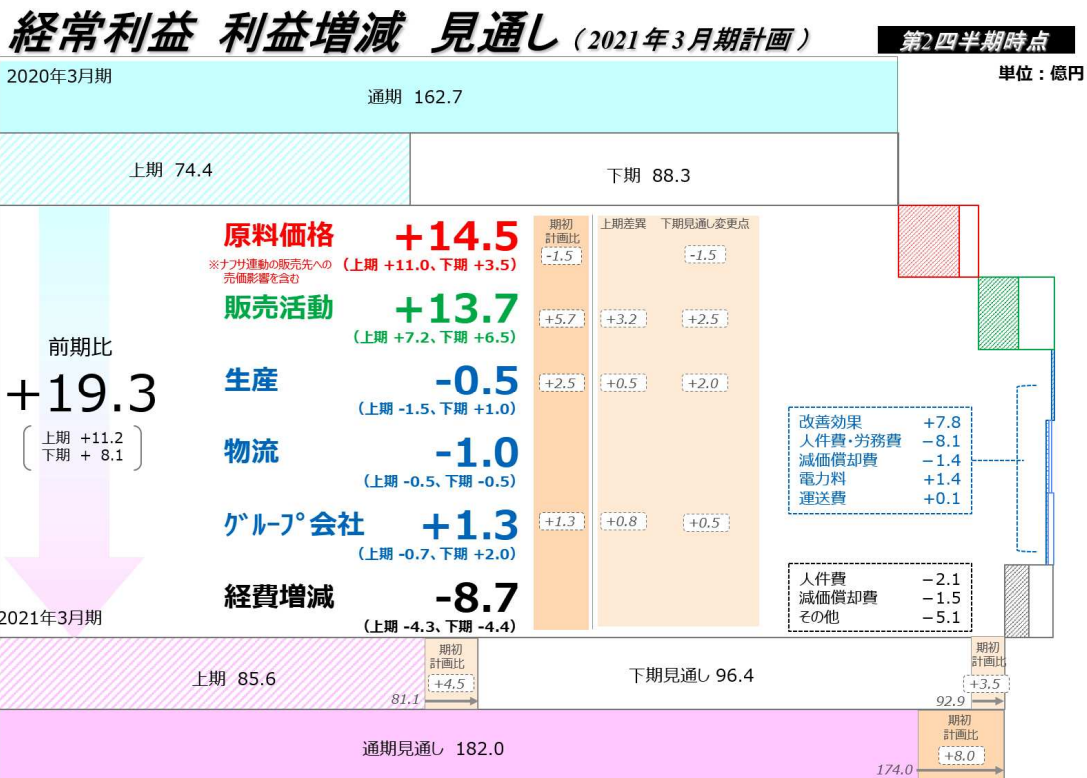 経常利益 利益増減 見通し（2021年3月期計画）
第2四半期時点
単位：億円
2020年3月期
通期 162.7
上期 74.4
下期 88.3
原料価格 +14.5
※ナフサ連動の販売先への
売価影響を含む
（上期 +11.0、下期 +3.5）
期初
計画比
上期差異
下期見通し変更点
-1.5
-1.5
販売活動 +13.7
（上期 +7.2、下期 +6.5）
+5.7
+3.2
+2.5
前期比
+19.3
上期 +11.2
下期 + 8.1
生産 -0.5
（上期 -1.5、下期 +1.0）
+2.5
+0.5
+2.0
物流 -1.0
（上期 -0.5、下期 -0.5）
グループ会社 +1.3
（上期 -0.7、下期 +2.0）
+1.3
+0.8
+0.5
経費増減 -8.7
（上期 -4.3、下期 -4.4）
改善効果 +7.8
人件費・労務費 −8.1
減価償却費 −1.4
電力料 +1.4
運送費 +0.1
人件費 −2.1
減価償却費 −1.5
その他 −5.1
2021年3月期
上期 85.6
期初
計画比
+4.5
81.1
下期見通し 96.4
期初
計画比
+3.5
92.9
通期見通し 182.0
期初
計画比
+8.0
174.0